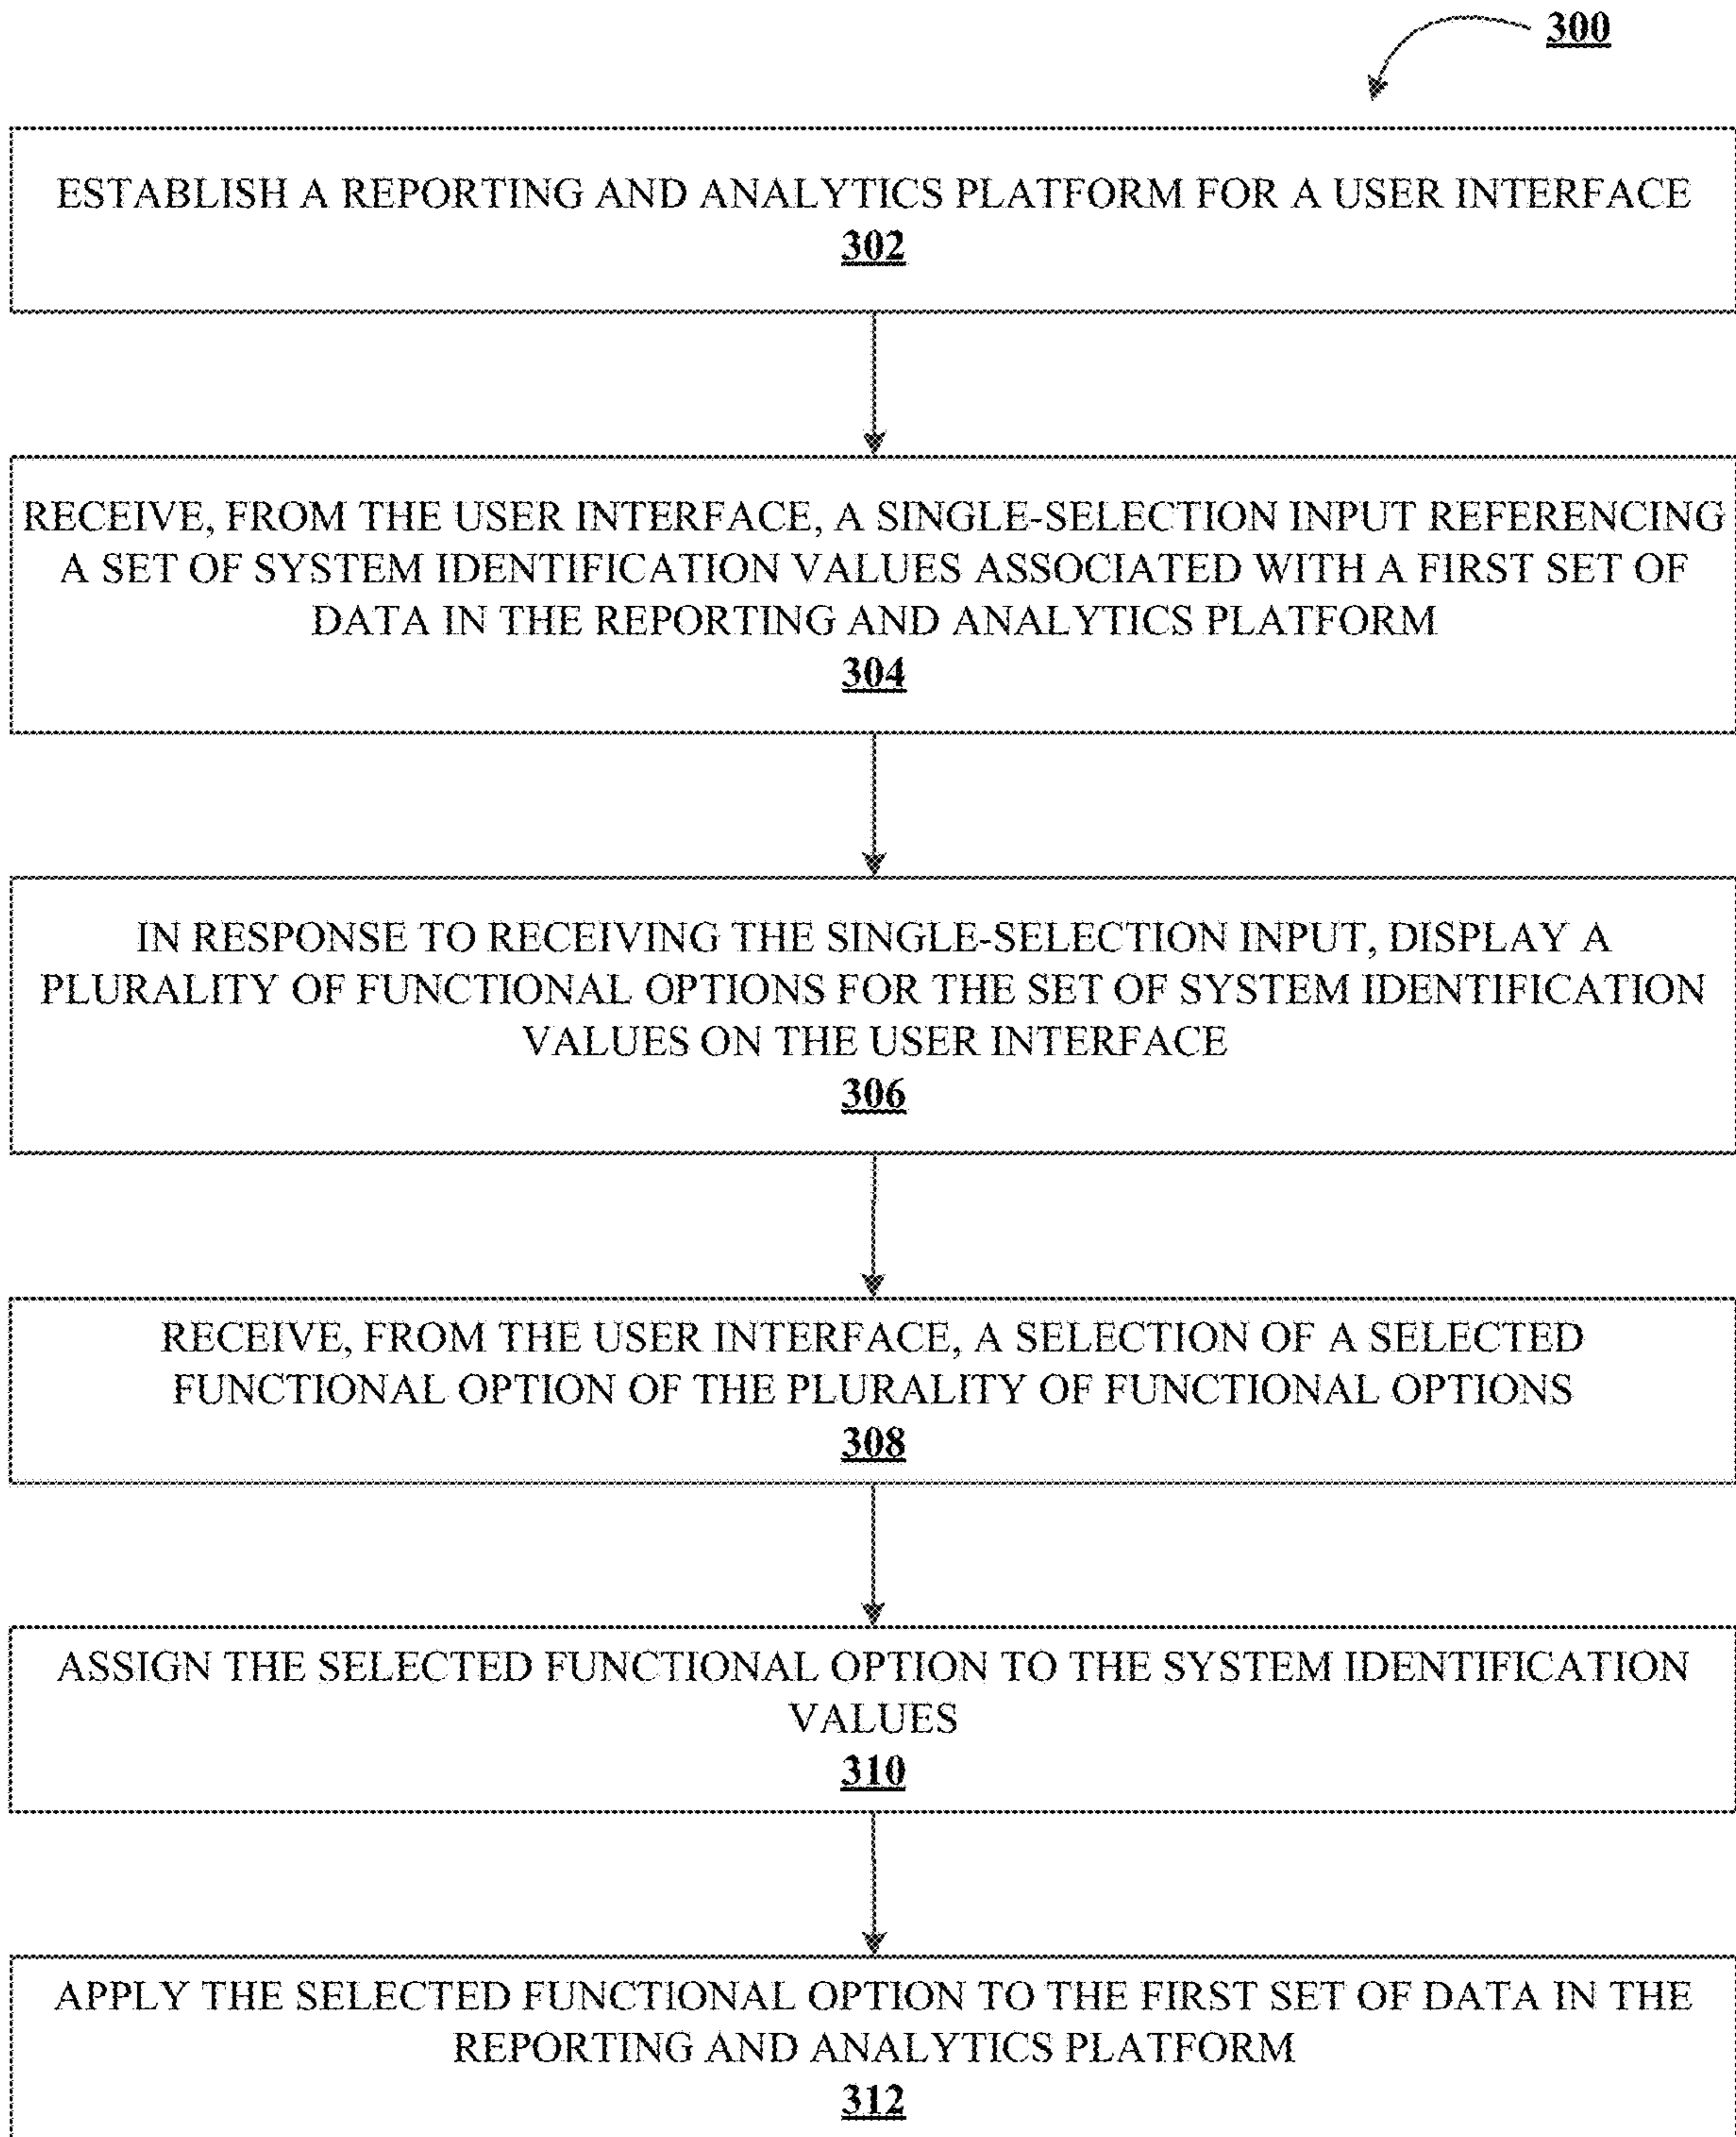 300
ESTABLISH A REPORTING AND ANALYTICS PLATFORM FOR A USER INTERFACE
302
RECEIVE, FROM THE USER INTERFACE, A SINGLE-SELECTION INPUT REFERENCING
A SET OF SYSTEM IDENTIFICATION VALUES ASSOCIATED WITH A FIRST SET OF
DATA IN THE REPORTING AND ANALYTICS PLATFORM
304
IN RESPONSE TO RECEIVING THE SINGLE-SELECTION INPUT, DISPLAY A
PLURALITY OF FUNCTIONAL OPTIONS FOR THE SET OF SYSTEM IDENTIFICATION
VALUES ON THE USER INTERFACE
306
RECEIVE, FROM THE USER INTERFACE, A SELECTION OF A SELECTED
FUNCTIONAL OPTION OF THE PLURALITY OF FUNCTIONAL OPTIONS
308
ASSIGN THE SELECTED FUNCTIONAL OPTION TO THE SYSTEM IDENTIFICATION
VALUES
310
APPLY THE SELECTED FUNCTIONAL OPTION TO THE FIRST SET OF DATA IN THE
REPORTING AND ANALYTICS PLATFORM
312